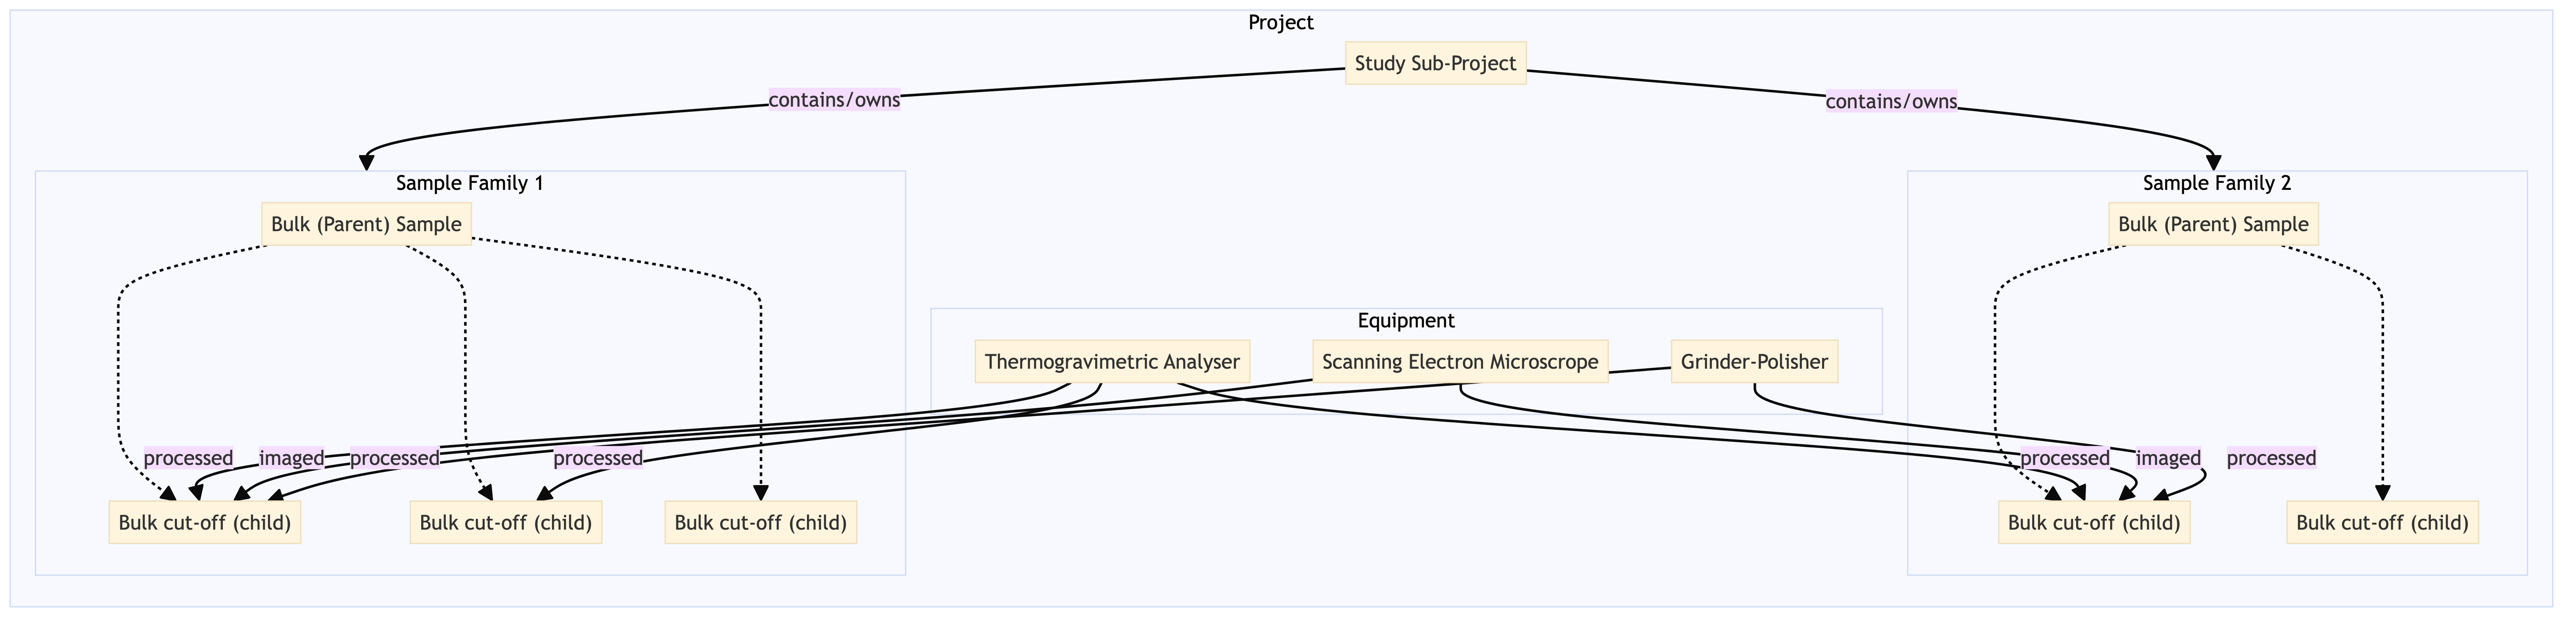 Project
Study Sub-Project
contains/owns
contains/owns
Sample Family 1
Sample Family 2
Bulk (Parent) Sample
Bulk (Parent) Sample
Equipment
Thermogravimetric Analyser
Scanning Electron Microscrope
Grinder-Polisher
processed
imaged
processed
processed
processed
imaged
processed
Bulk cut-off (child)
Bulk cut-off (child)
Bulk cut-off (child)
Bulk cut-off (child)
Bulk cut-off (child)